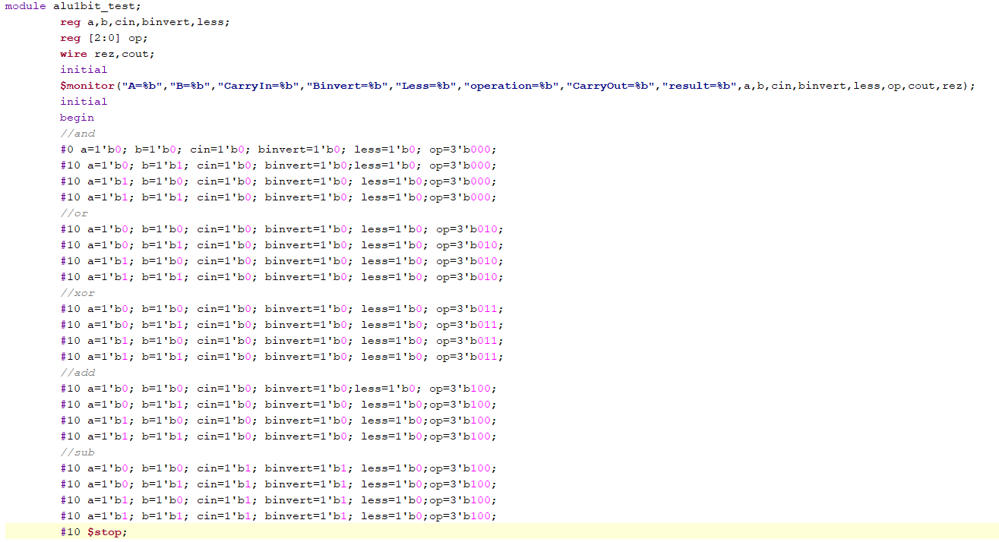 module alu1bit_test;
reg a,b,cin,binvert,less;
reg [2:0] op;
wire rez,cout;
initial
$monitor("A=%b","B=%b","CarryIn=%b","Binvert=%b","Less=%b","operation=%b","CarryOut=%b","result=%b",a,b,cin,binvert,less,op,cout,rez);
initial
begin
//and
#0 a=1'b0; b=1'b0; cin=1'b0; binvert=1'b0; less=1'b0; op=3'b000;
#10 a=1'b0; b=1'b1; cin=1'b0; binvert=1'b0;less=1'b0; op=3'b000;
#10 a=1'b1; b=1'b0; cin=1'b0; binvert=1'b0; less=1'b0;op=3'b000;
#10 a=1'b1; b=1'b1; cin=1'b0; binvert=1'b0; less=1'b0;op=3'b000;
//or
#10 a=1'b0; b=1'b0; cin=1'b0; binvert=1'b0; less=1'b0; op=3'b010;
#10 a=1'b0; b=1'b1; cin=1'b0; binvert=1'b0; less=1'b0; op=3'b010;
#10 a=1'b1; b=1'b0; cin=1'b0; binvert=1'b0; less=1'b0; op=3'b010;
#10 a=1'b1; b=1'b1; cin=1'b0; binvert=1'b0; less=1'b0; op=3'b010;
//xor
#10 a=1'b0; b=1'b0; cin=1'b0; binvert=1'b0; less=1'b0; op=3'b011;
#10 a=1'b0; b=1'b1; cin=1'b0; binvert=1'b0; less=1'b0; op=3'b011;
#10 a=1'b1; b=1'b0; cin=1'b0; binvert=1'b0; less=1'b0; op=3'b011;
#10 a=1'b1; b=1'b1; cin=1'b0; binvert=1'b0; less=1'b0; op=3'b011;
//add
#10 a=1'b0; b=1'b0; cin=1'b0; binvert=1'b0;less=1'b0; op=3'b100;
#10 a=1'b0; b=1'b1; cin=1'b0; binvert=1'b0; less=1'b0;op=3'b100;
#10 a=1'b1; b=1'b0; cin=1'b0; binvert=1'b0; less=1'b0;op=3'b100;
#10 a=1'b1; b=1'b1; cin=1'b0; binvert=1'b0; less=1'b0;op=3'b100;
//sub
#10 a=1'b0; b=1'b0; cin=1'b1; binvert=1'b1; less=1'b0;op=3'b100;
#10 a=1'b0; b=1'b1; cin=1'b1; binvert=1'b1; less=1'b0;op=3'b100;
#10 a=1'b1; b=1'b0; cin=1'b1; binvert=1'b1; less=1'b0;op=3'b100;
#10 a=1'b1; b=1'b1; cin=1'b1; binvert=1'b1; less=1'b0;op=3'b100;
#10 $stop;